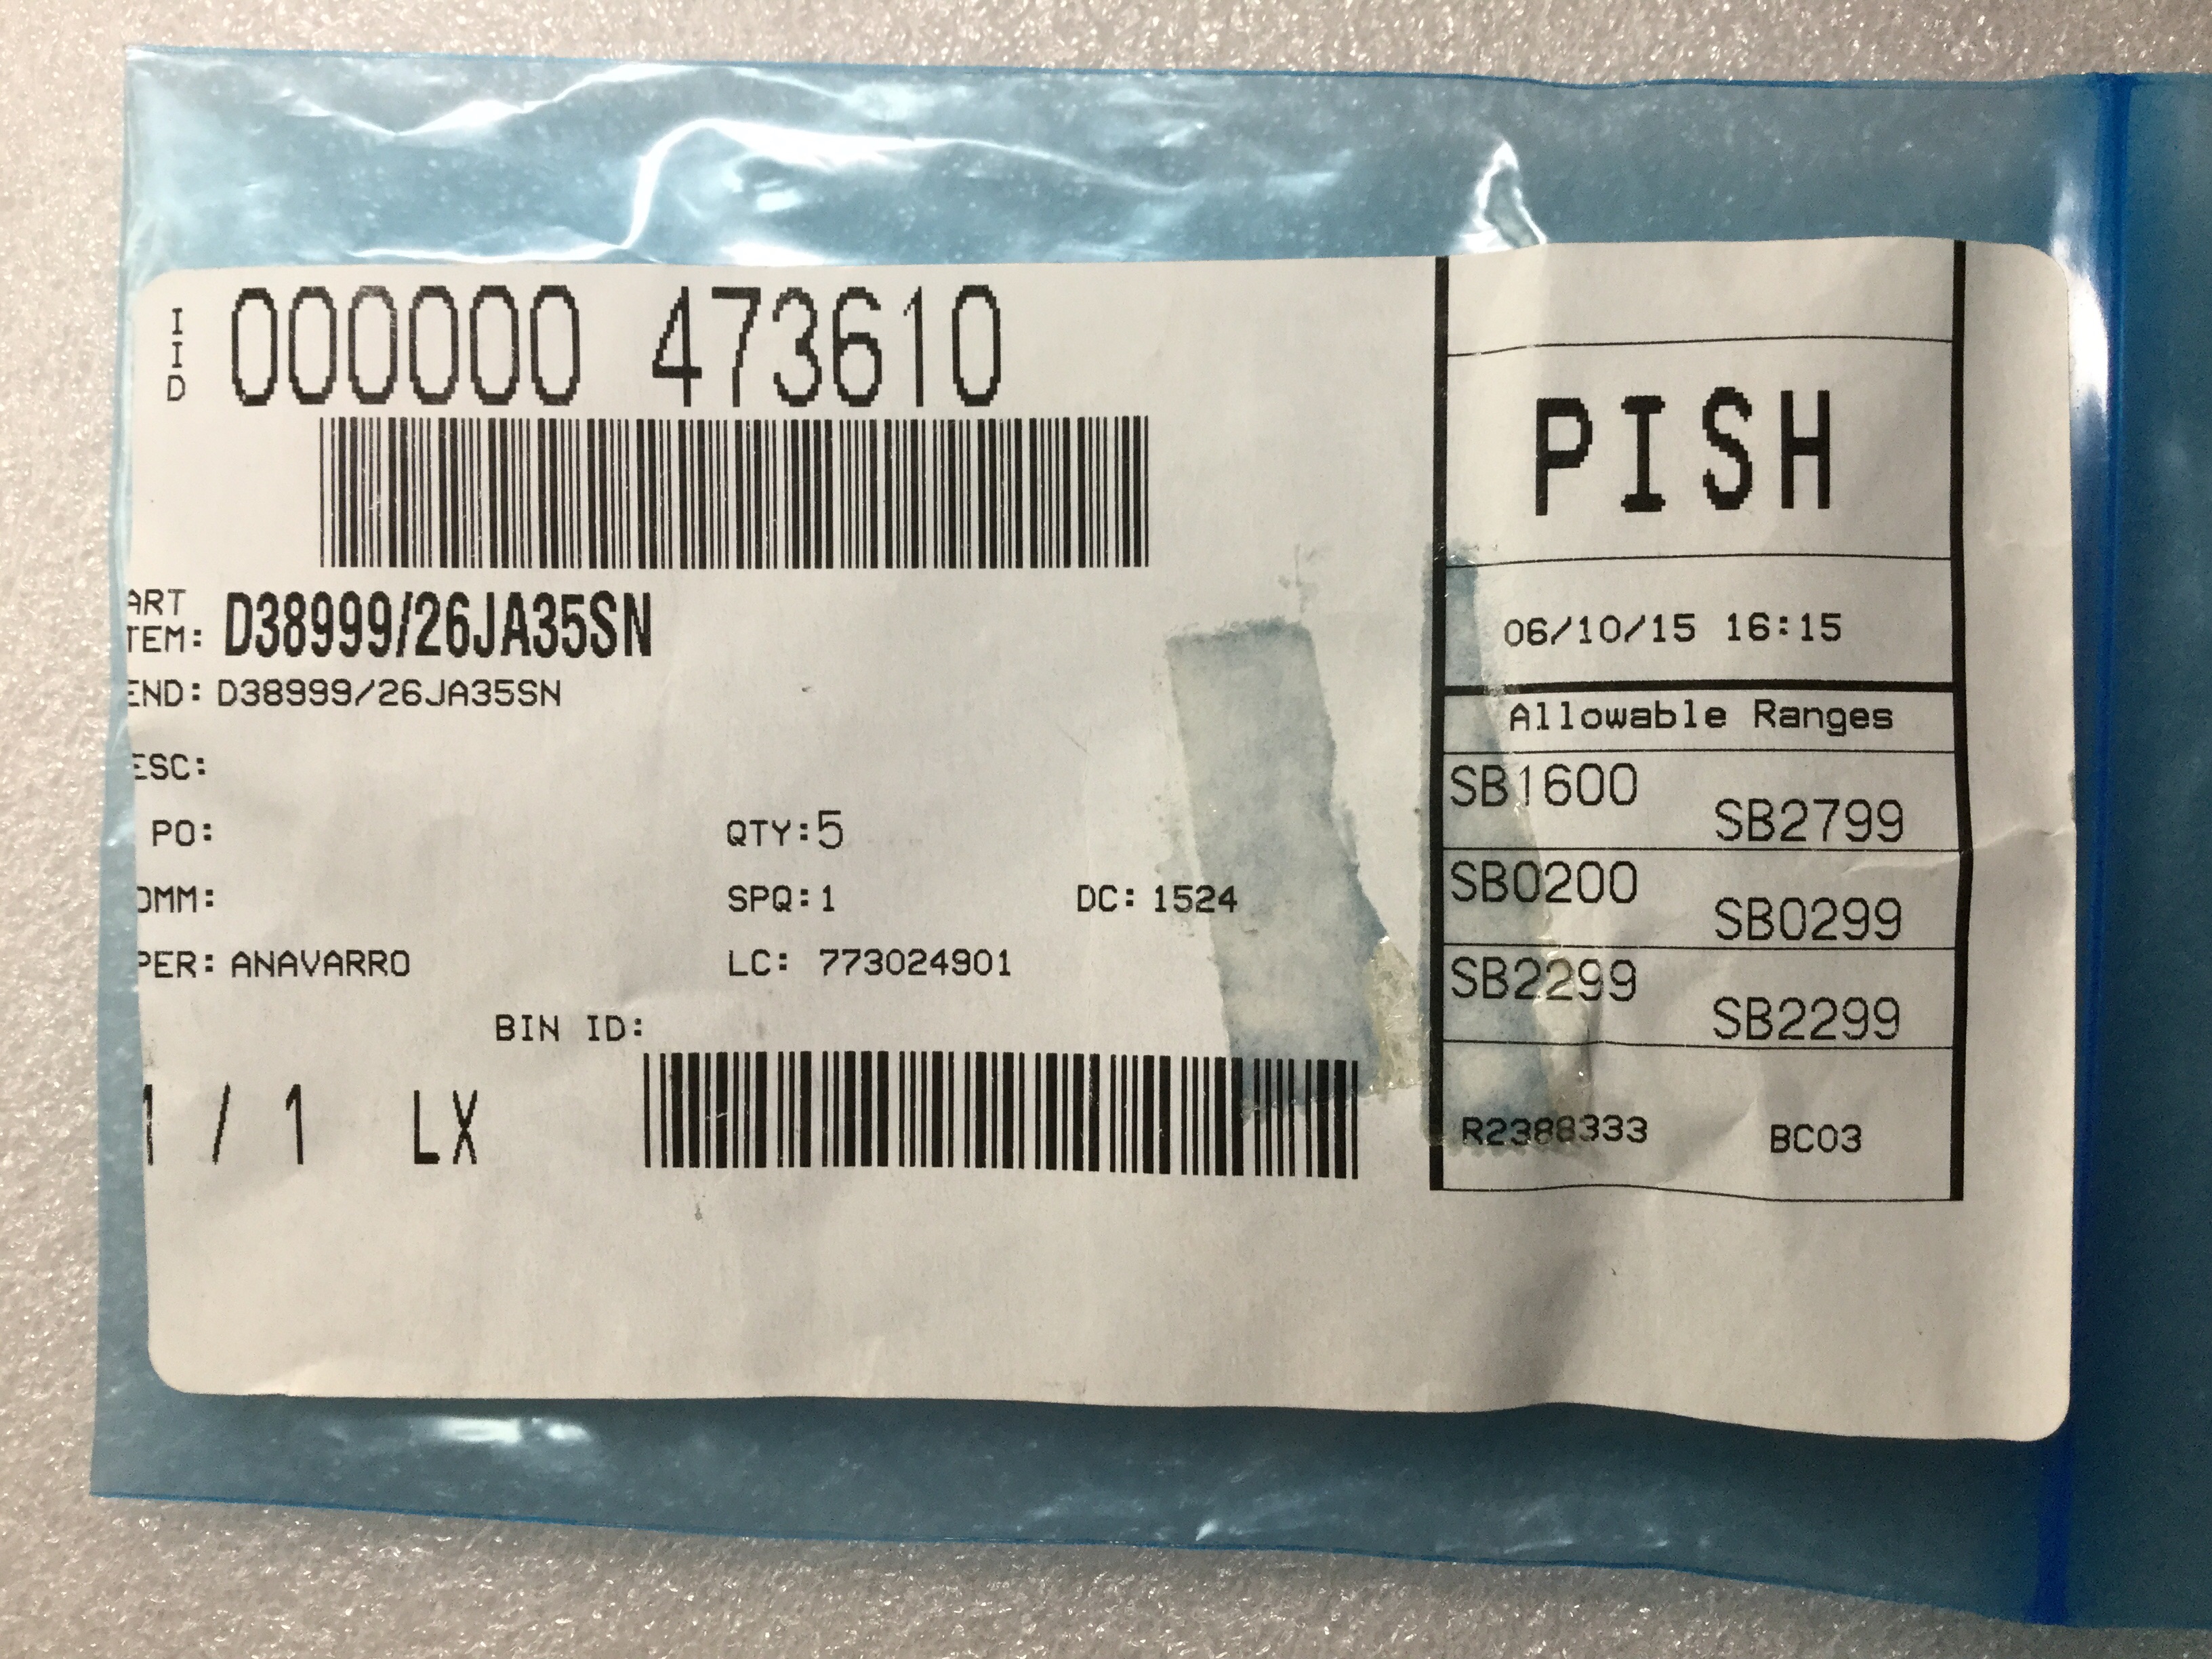 IID 000000 473610
ART
TEM: D38999/26JA35SN
END: D38999/26JA35SN
ESC:
PO:
QTY:5
OMM:
SPQ:1
DC: 1524
PER: ANAVARRO
LC: 773024901
BIN ID:
1 / 1 LX
PISH
06/10/15 16:15
Allowable Ranges
SB1600
SB2799
SB0200
SB0299
SB2299
SB2299
R2388333 BC03